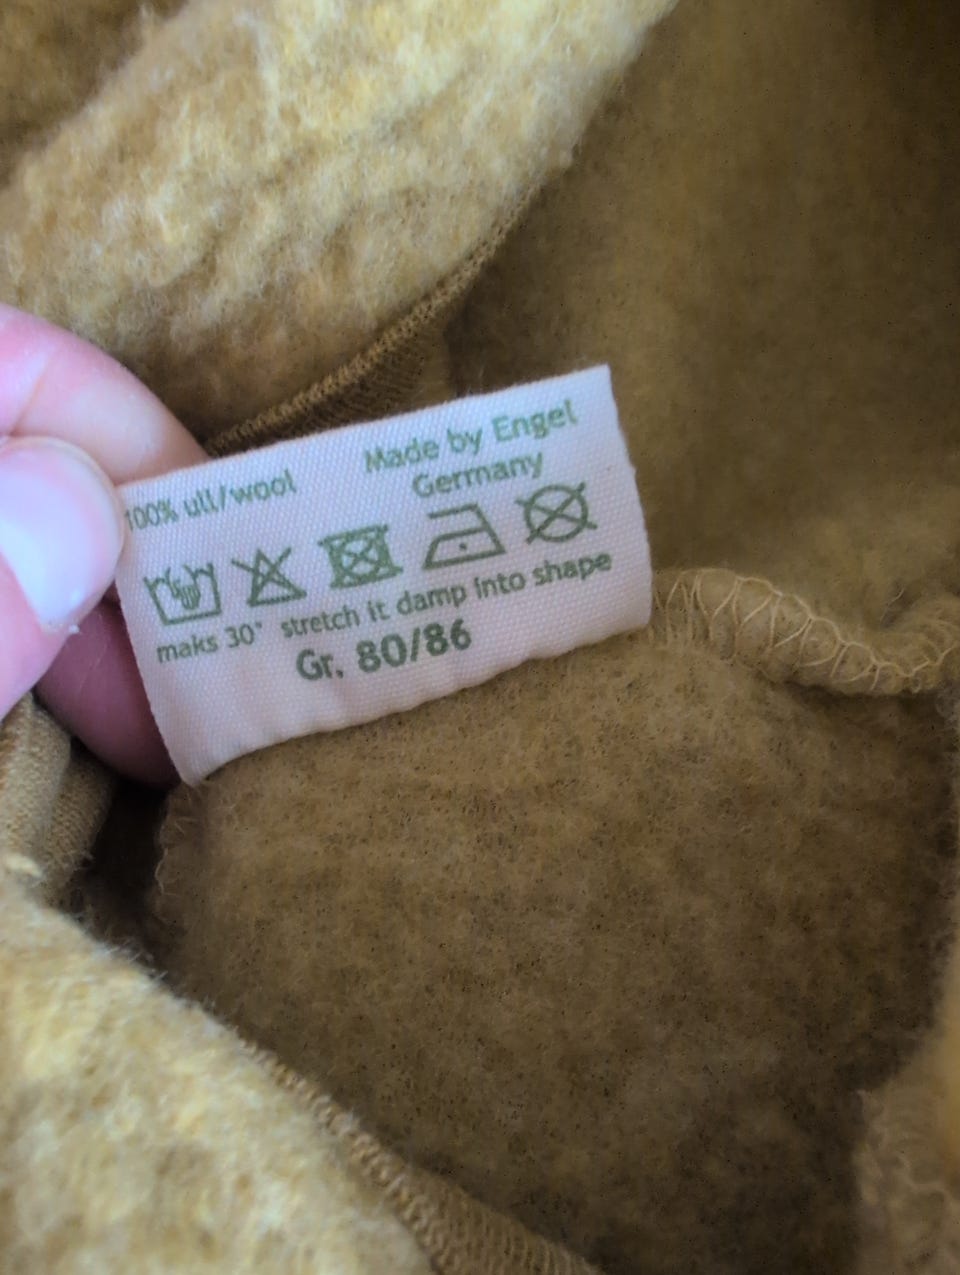 100% ull/wool
Made by Engel
Germany
maks 30° stretch it damp into shape
Gr. 80/86